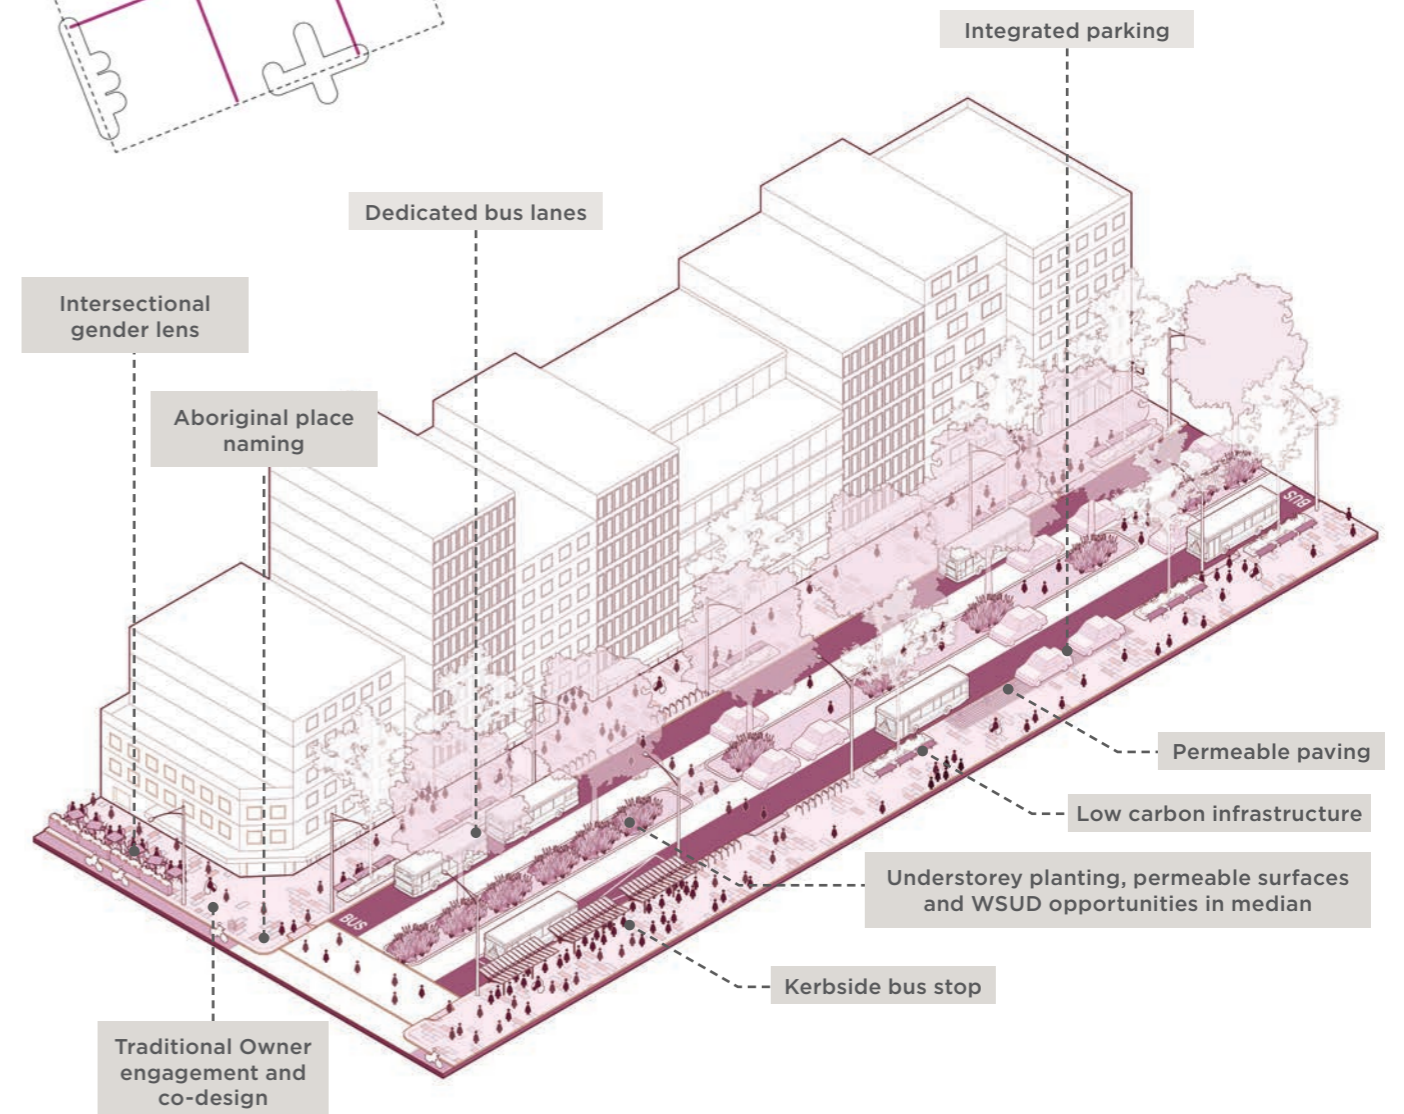 Integrated parking
Dedicated bus lanes
Intersectional
gender lens
Aboriginal place
naming
BUS
Permeable paving
Low carbon infrastructure
Understorey planting, permeable surfaces
and WSUD opportunities in median
BUS
Kerbside bus stop
Traditional Owner
engagement and
co-design